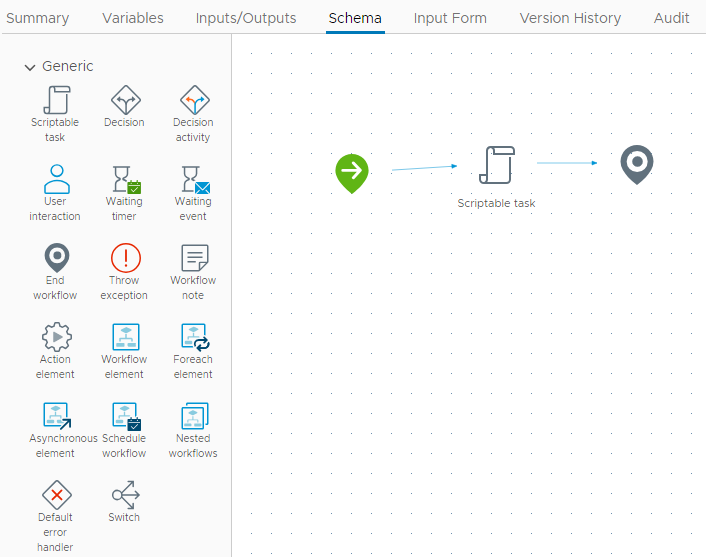 Summary Variables Inputs/Outputs Schema Input Form Version History Audit
Generic
Scriptable task
Decision
Decision activity
User interaction
Waiting timer
Waiting event
End workflow
Throw exception
Workflow note
Action element
Workflow element
Foreach element
Asynchronous element
Schedule workflow
Nested workflows
Default error handler
Switch
Scriptable task